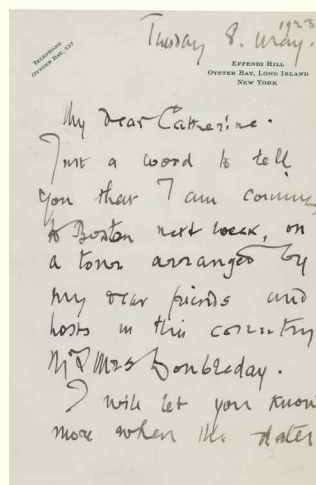 1923
Tuesday 8. May.
TELEPHONE
OYSTER BAY, 257
EFFENDI HILL
OYSTER BAY, LONG ISLAND
NEW YORK
My dear Catherine.
Just a word to tell
you that I am coming
to Boston next week, on
a tour arranged by
my dear friends and
hosts in this country
Mr & Mrs Doubleday.
I will let you know
more when the dates